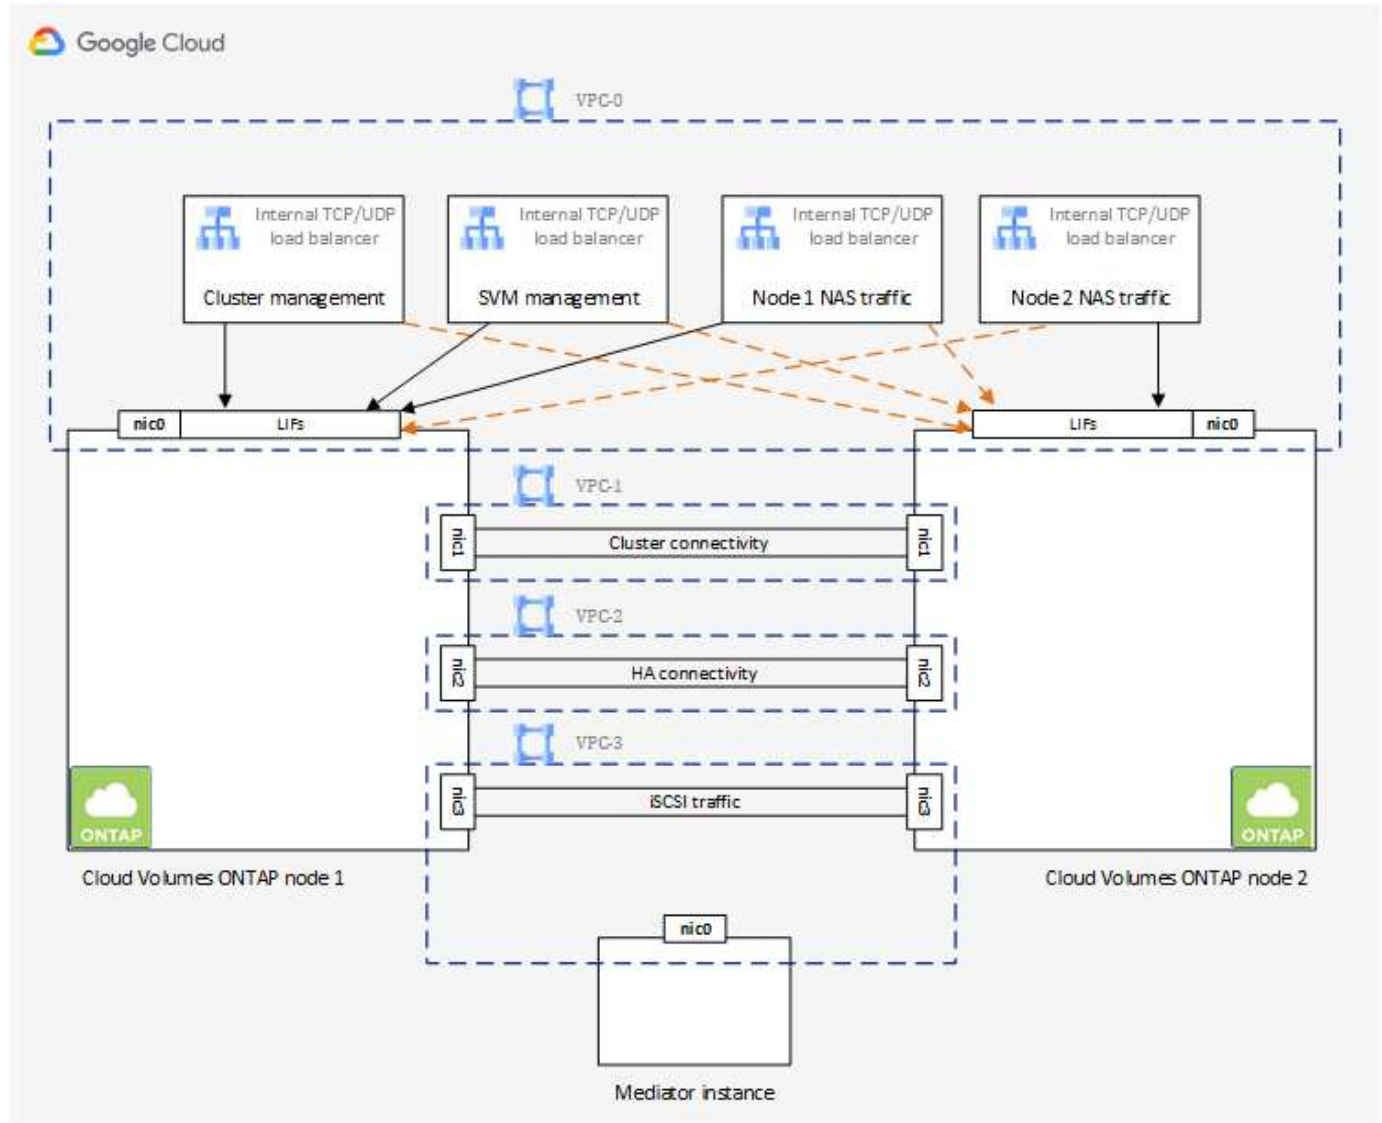 Google Cloud
VPC-0
Internal TCP/UDP
load balancer
Cluster management
Internal TCP/UDP
load balancer
SVM management
Internal TCP/UDP
load balancer
Node 1 NAS traffic
Internal TCP/UDP
load balancer
Node 2 NAS traffic
nic0
LIFs
LIFs
nic0
VPC-1
nic1
Cluster connectivity
nic1
VPC-2
nic2
HA connectivity
nic2
VPC-3
nic3
iSCSI traffic
nic3
ONTAP
ONTAP
Cloud Volumes ONTAP node 1
Cloud Volumes ONTAP node 2
nic0
Mediator instance